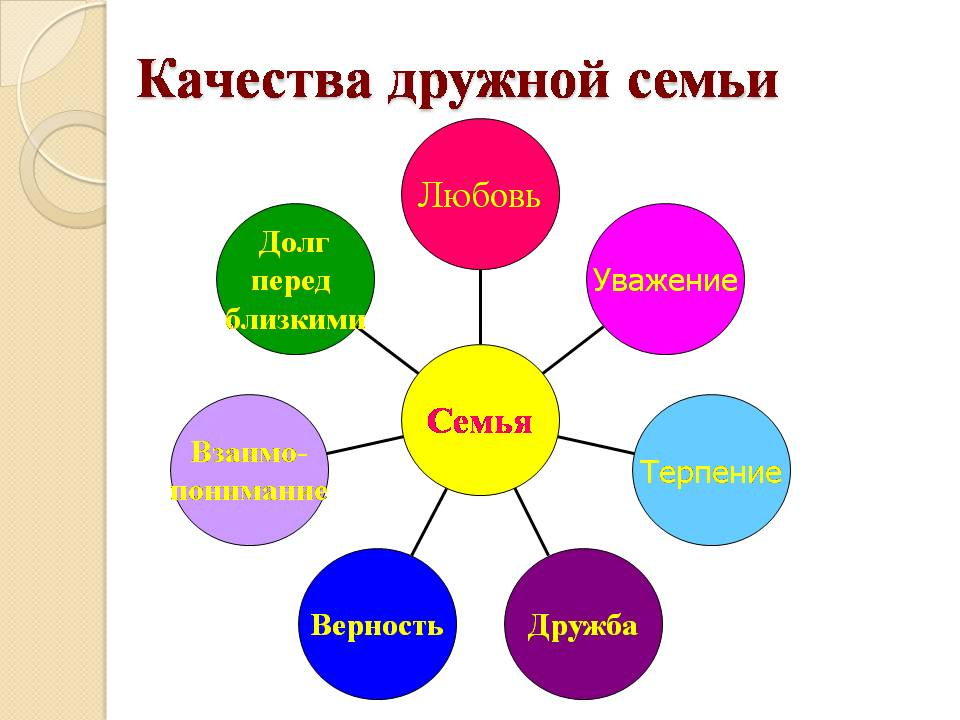 Качества дружной семьи
Любовь
Уважение
Терпение
Дружба
Верность
Взаимо-
понимание
Долг
перед
близкими
Семья